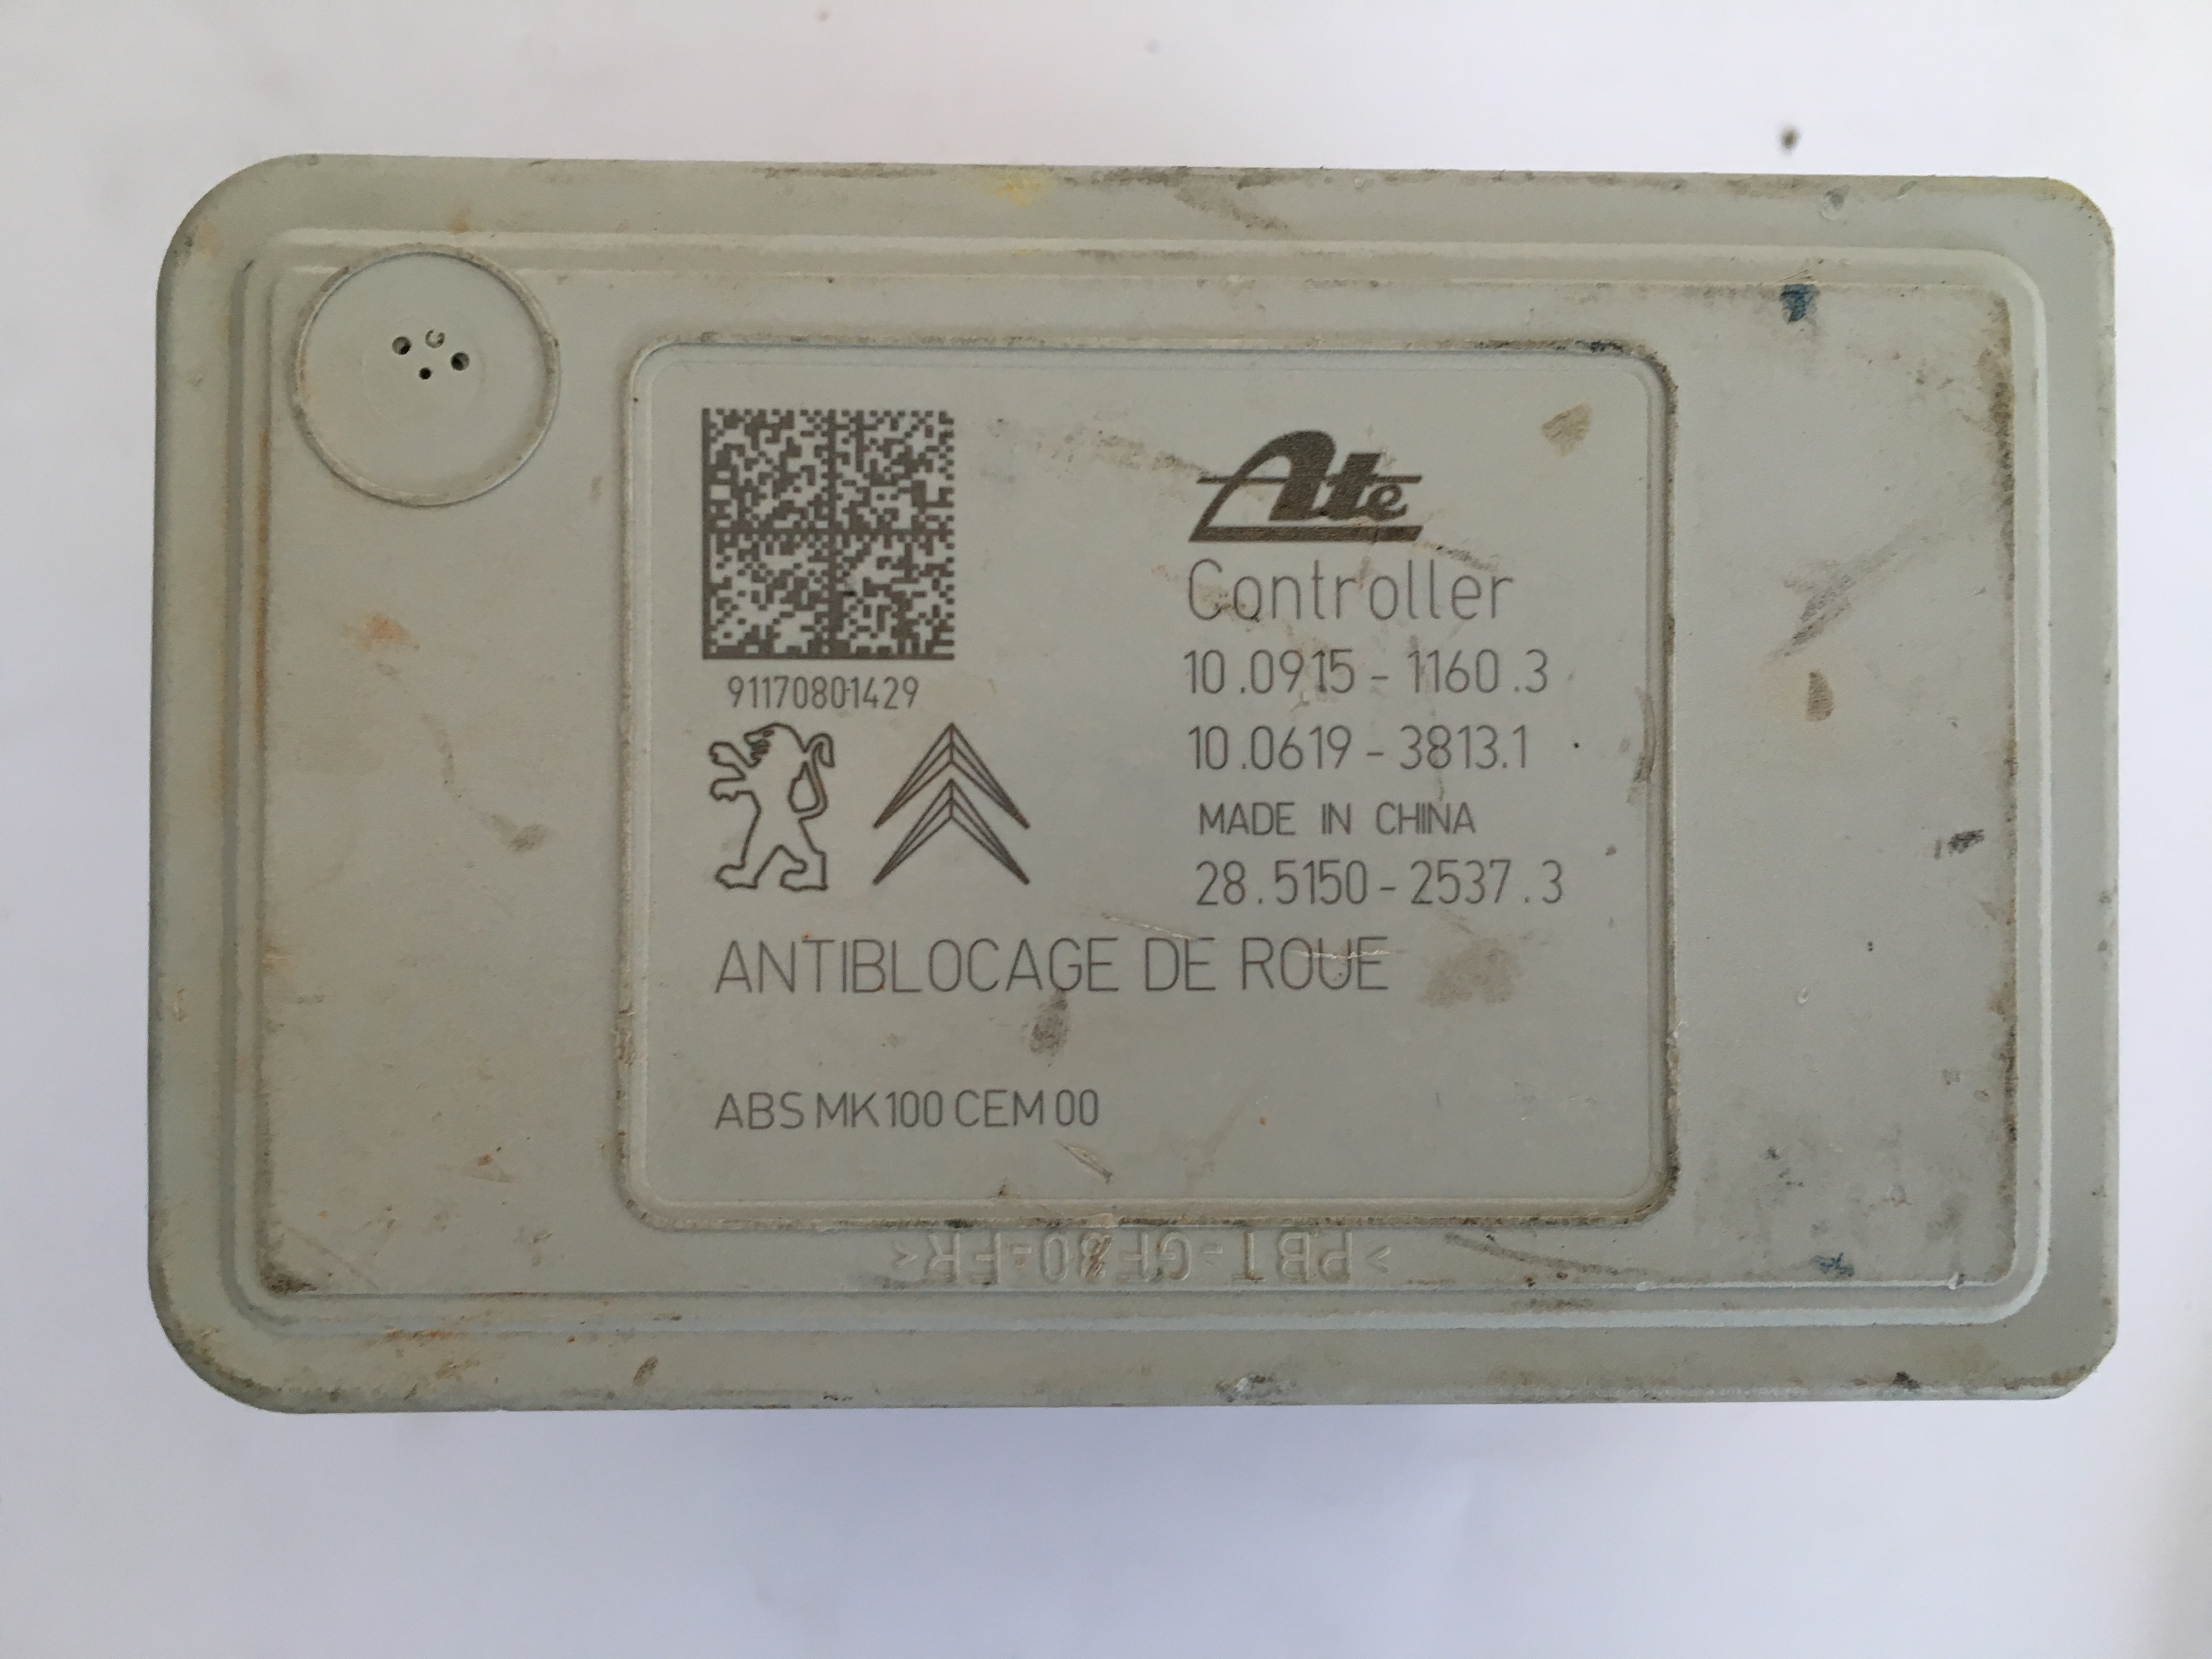 Ate
Controller
10.0915-1160.3
10.0619-3813.1
MADE IN CHINA
28.5150-2537.3
91170801429
ANTIBLOCAGE DE ROUE
ABS MK100 CEM 00
>PBT-GF30-FR<